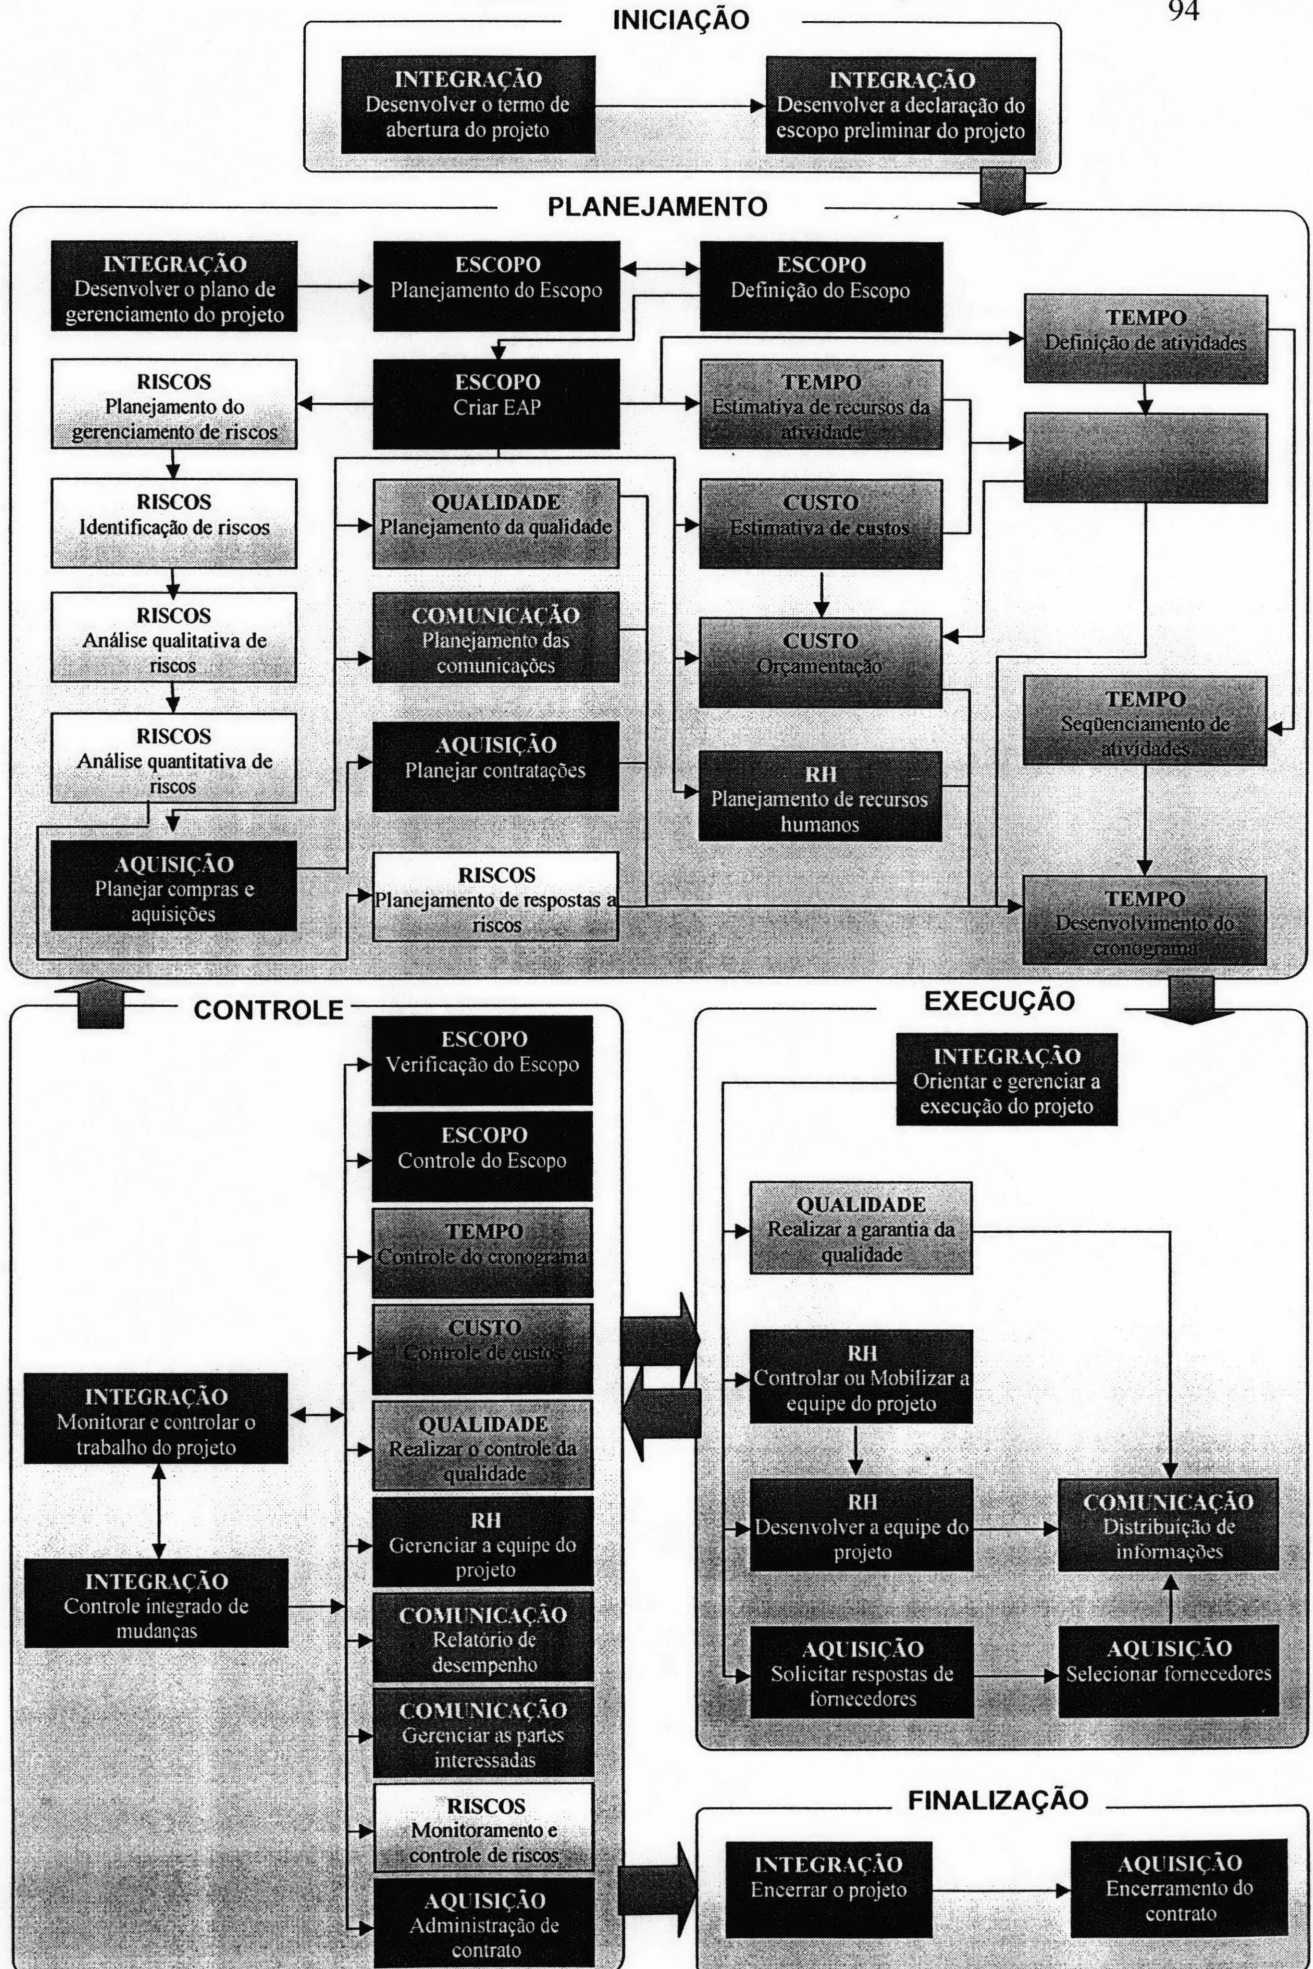 94
INICIAÇÃO
INTEGRAÇÃO
Desenvolver o termo de
abertura do projeto
INTEGRAÇÃO
Desenvolver a declaração do
escopo preliminar do projeto
PLANEJAMENTO
INTEGRAÇÃO
Desenvolver o plano de
gerenciamento do projeto
ESCOPO
Planejamento do Escopo
ESCOPO
Definição do Escopo
TEMPO
Definição de atividades
RISCOS
Planejamento do
gerenciamento de riscos
ESCOPO
Criar EAP
TEMPO
Estimativa de recursos da
atividade
RISCOS
Identificação de riscos
QUALIDADE
Planejamento da qualidade
CUSTO
Estimativa de custos
RISCOS
Análise qualitativa de
riscos
COMUNICAÇÃO
Planejamento das
comunicações
CUSTO
Orçamentação
TEMPO
Seqüenciamento de
atividades
RISCOS
Análise quantitativa de
riscos
AQUISIÇÃO
Planejar contratações
RH
Planejamento de recursos
humanos
AQUISIÇÃO
Planejar compras e
aquisições
RISCOS
Planejamento de respostas a
riscos
TEMPO
Desenvolvimento do
cronograma
CONTROLE
ESCOPO
Verificação do Escopo
ESCOPO
Controle do Escopo
TEMPO
Controle do cronograma
CUSTO
Controle de custos
INTEGRAÇÃO
Monitorar e controlar o
trabalho do projeto
QUALIDADE
Realizar o controle da
qualidade
RH
Gerenciar a equipe do
projeto
INTEGRAÇÃO
Controle integrado de
mudanças
COMUNICAÇÃO
Relatório de
desempenho
COMUNICAÇÃO
Gerenciar as partes
interessadas
RISCOS
Monitoramento e
controle de riscos
AQUISIÇÃO
Administração de
contrato
EXECUÇÃO
INTEGRAÇÃO
Orientar e gerenciar a
execução do projeto
QUALIDADE
Realizar a garantia da
qualidade
RH
Controlar ou Mobilizar a
equipe do projeto
RH
Desenvolver a equipe do
projeto
COMUNICAÇÃO
Distribuição de
informações
AQUISIÇÃO
Solicitar respostas de
fornecedores
AQUISIÇÃO
Selecionar fornecedores
FINALIZAÇÃO
INTEGRAÇÃO
Encerrar o projeto
AQUISIÇÃO
Encerramento do
contrato